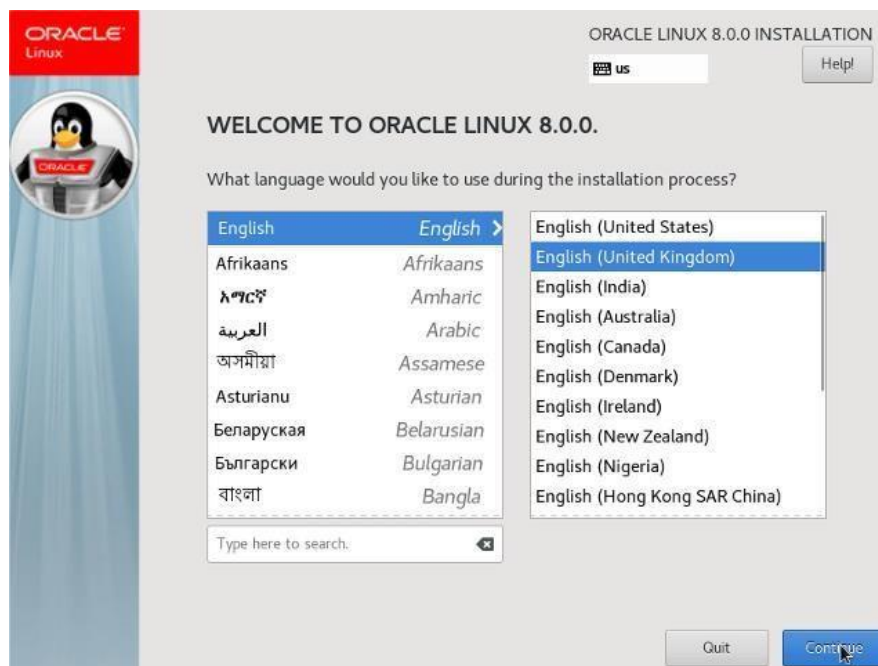 ORACLE
Linux
ORACLE LINUX 8.0.0 INSTALLATION
us
Help!
ORACLE
WELCOME TO ORACLE LINUX 8.0.0.
What language would you like to use during the installation process?
English English
Afrikaans Afrikaans
አማርኛ Amharic
العربية Arabic
অসমীয়া Assamese
Asturianu Asturian
Беларуская Belarusian
Български Bulgarian
বাংলা Bangla
English (United States)
English (United Kingdom)
English (India)
English (Australia)
English (Canada)
English (Denmark)
English (Ireland)
English (New Zealand)
English (Nigeria)
English (Hong Kong SAR China)
Type here to search.
Quit
Continue